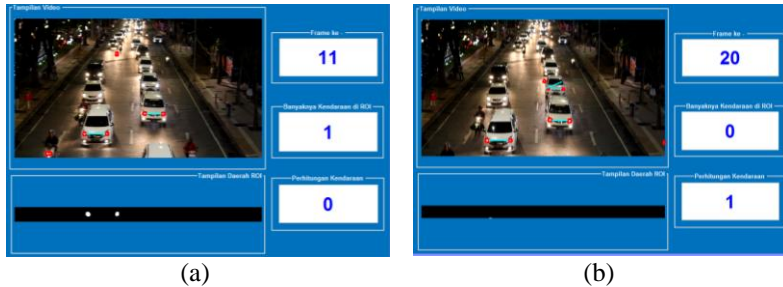 Tampilan Video
Frame ke -
11
Banyaknya Kendaraan di ROI
1
Tampilan Daerah ROI
Perhitungan Kendaraan
0
(a)
Tampilan Video
Frame ke -
20
Banyaknya Kendaraan di ROI
0
Tampilan Daerah ROI
Perhitungan Kendaraan
1
(b)